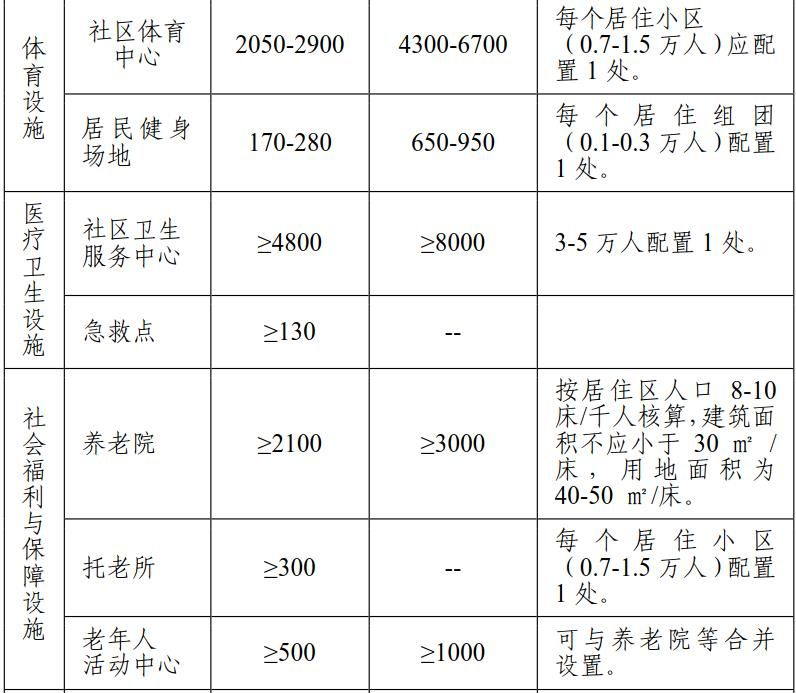 体育设施
社区体育
中心
2050-2900
4300-6700
每个居住小区
（0.7-1.5 万人）应配
置 1 处。
居民健身
场地
170-280
650-950
每个居住组团
（0.1-0.3 万人）配置
1 处。
医疗卫生设施
社区卫生
服务中心
≥4800
≥8000
3-5 万人配置 1 处。
急救点
≥130
--
社会福利与保障设施
养老院
≥2100
≥3000
按居住区人口 8-10
床/千人核算,建筑面
积不应小于 30 ㎡ /
床，用地面积为
40-50 ㎡/床。
托老所
≥300
--
每个居住小区
（0.7-1.5 万人）配置
1 处。
老年人
活动中心
≥500
≥1000
可与养老院等合并
设置。